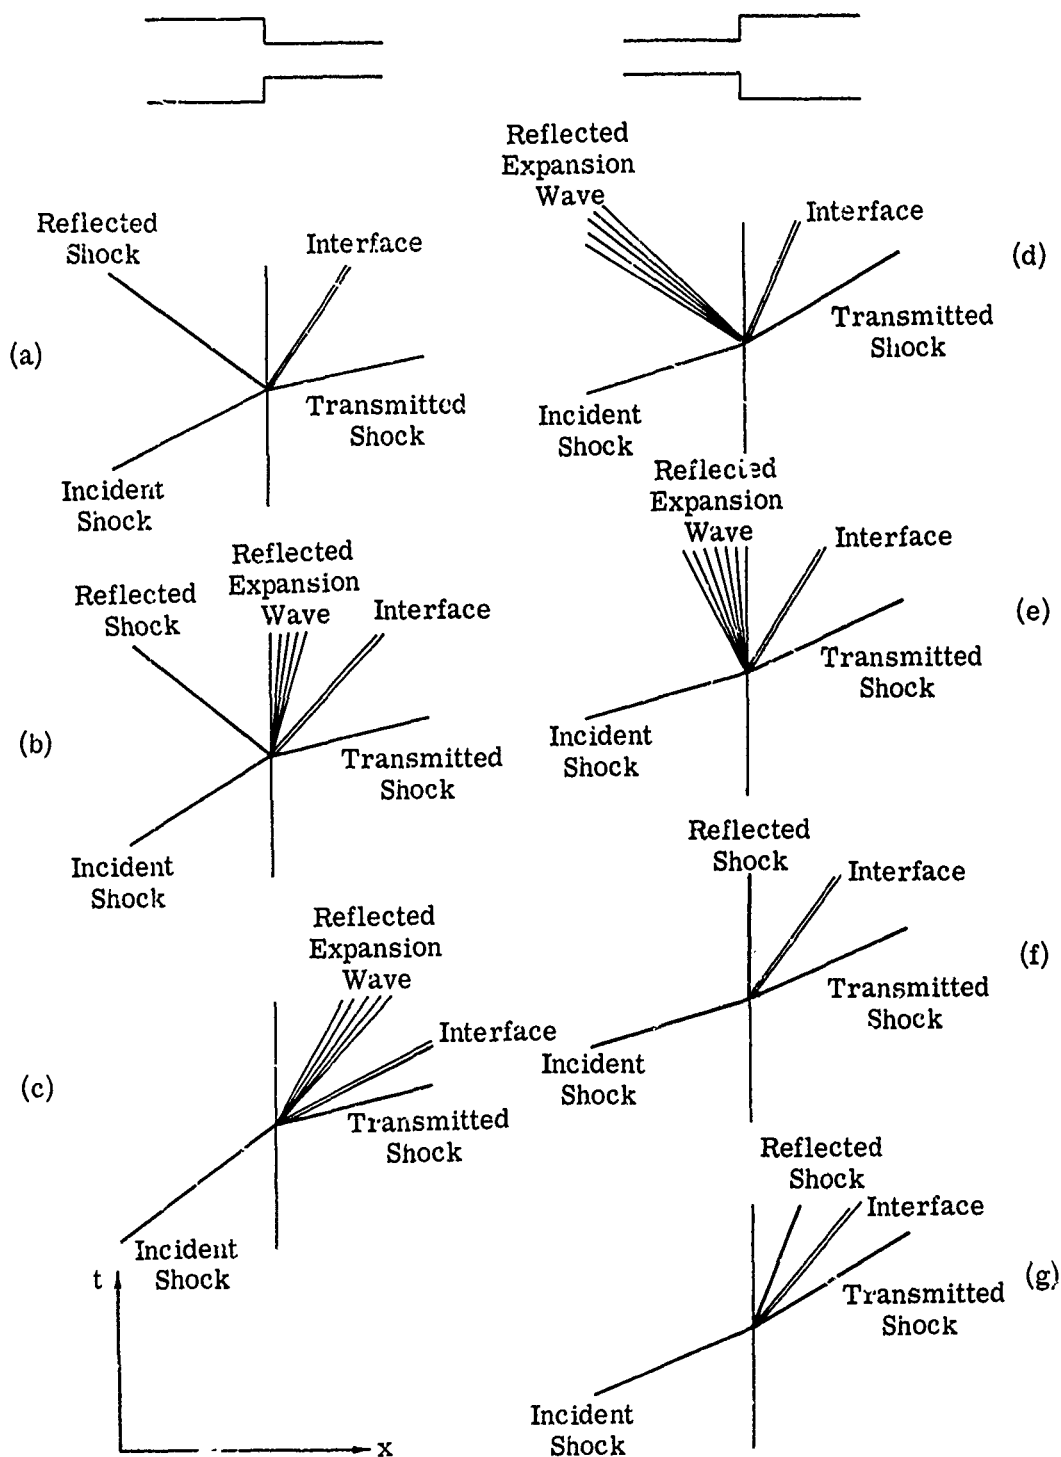 Reflected
Shock
Interface
(a)
Transmitted
Shock
Incident
Shock
Reflected
Shock
Reflected
Expansion
Wave
Interface
(b)
Transmitted
Shock
Incident
Shock
Reflected
Expansion
Wave
Interface
(c)
Transmitted
Shock
Incident
Shock
t
x
Reflected
Expansion
Wave
Interface
(d)
Transmitted
Shock
Incident
Shock
Reflected
Expansion
Wave
Interface
(e)
Transmitted
Shock
Incident
Shock
Reflected
Shock
Interface
(f)
Transmitted
Shock
Incident
Shock
Reflected
Shock
Interface
(g)
Transmitted
Shock
Incident
Shock